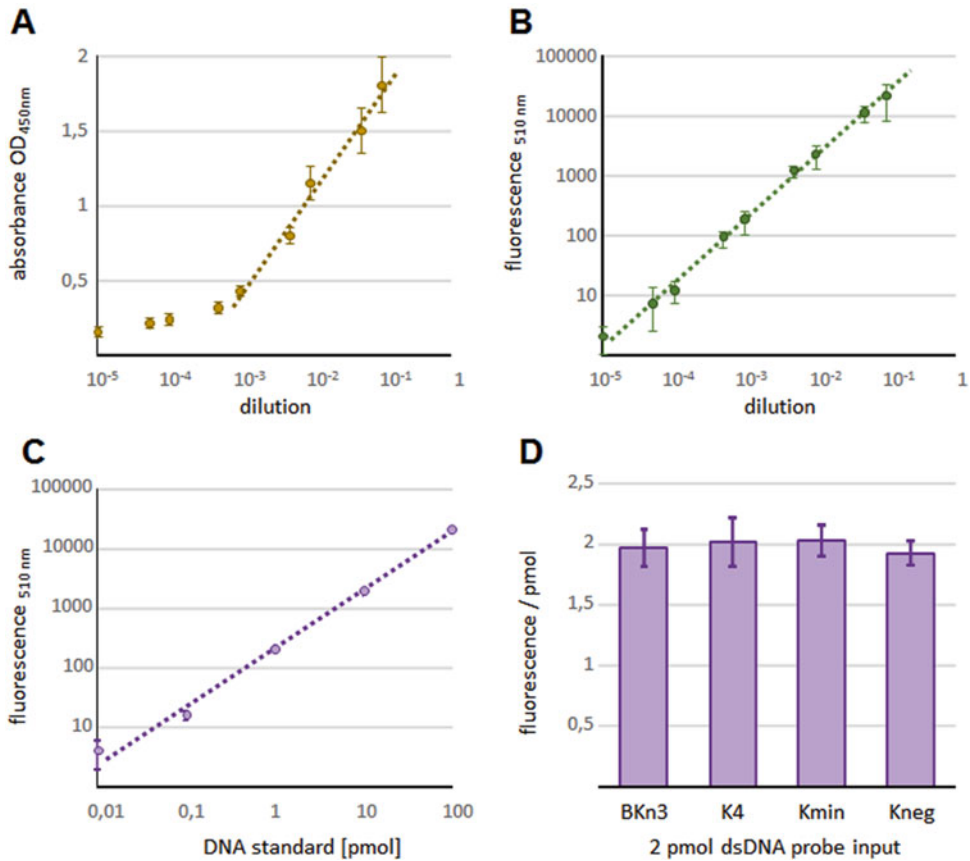 A
absorbance OD450nm
2
1,5
1
0,5
10-5 10-4 10-3 10-2 10-1 1
dilution
B
fluorescence 510 nm
100000
10000
1000
100
10
10-5 10-4 10-3 10-2 10-1 1
dilution
C
fluorescence 510 nm
100000
10000
1000
100
10
0,01 0,1 1 10 100
DNA standard [pmol]
D
fluorescence / pmol
2,5
2
1,5
1
0,5
BKn3 K4 Kmin Kneg
2 pmol dsDNA probe input